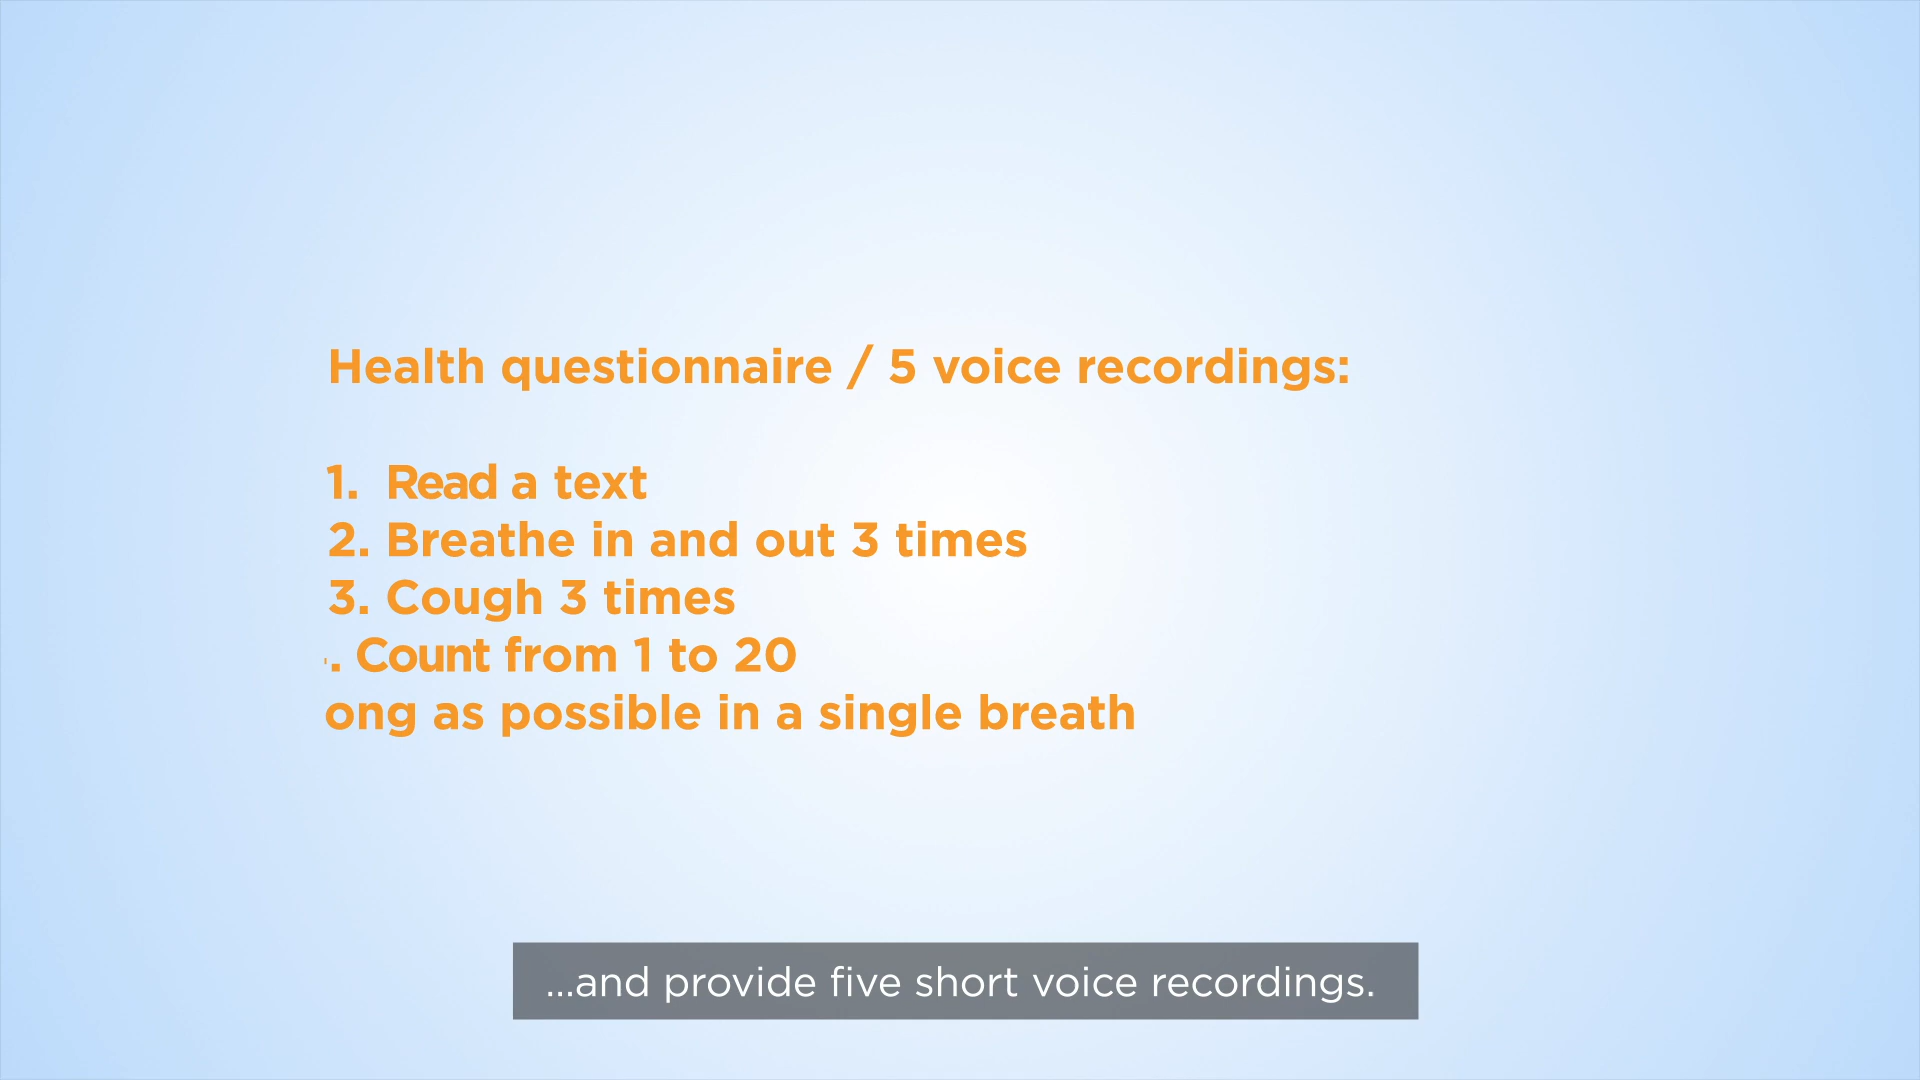 Health questionnaire / 5 voice recordings:
1. Read a text
2. Breathe in and out 3 times
3. Cough 3 times
. Count from 1 to 20
as possible in a single breath
...and provide five short voice recordings.